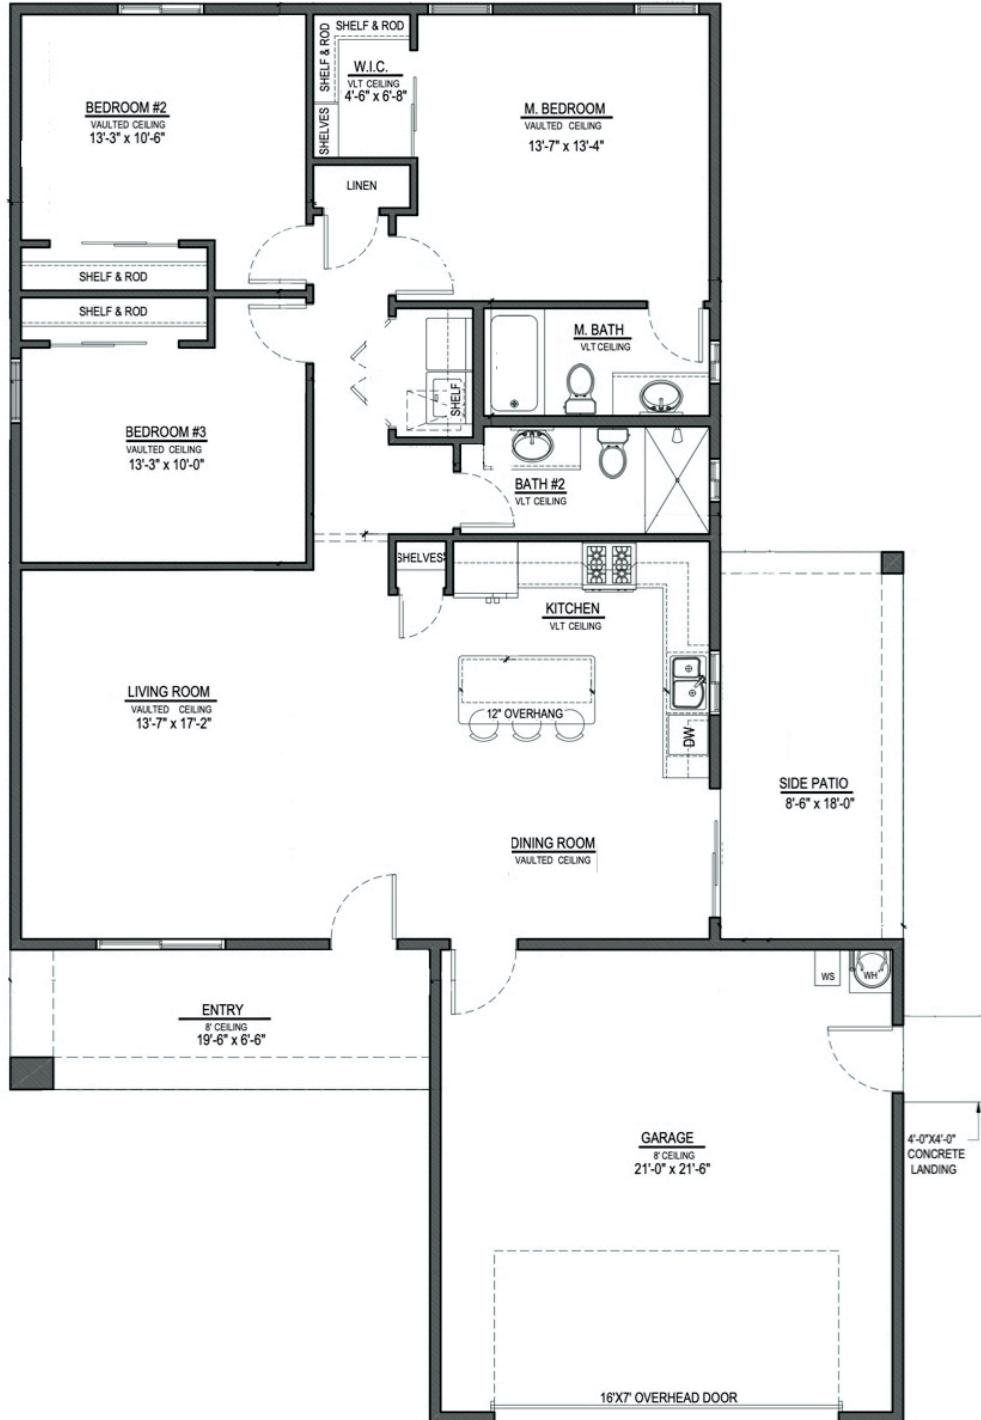 SHELF & ROD
SHELF & ROD
SHELVES
W.I.C.
VLT CEILING
4'-6" x 6'-8"
BEDROOM #2
VAULTED CEILING
13'-3" x 10'-6"
M. BEDROOM
VAULTED CEILING
13'-7" x 13'-4"
LINEN
SHELF & ROD
SHELF & ROD
M. BATH
VLT CEILING
SHELF
BEDROOM #3
VAULTED CEILING
13'-3" x 10'-0"
BATH #2
VLT CEILING
SHELVES
KITCHEN
VLT CEILING
LIVING ROOM
VAULTED CEILING
13'-7" x 17'-2"
12" OVERHANG
DW
SIDE PATIO
8'-6" x 18'-0"
DINING ROOM
VAULTED CEILING
WS
WH
ENTRY
8' CEILING
19'-6" x 6'-6"
GARAGE
8' CEILING
21'-0" x 21'-6"
4'-0"X4'-0"
CONCRETE
LANDING
16'X7' OVERHEAD DOOR